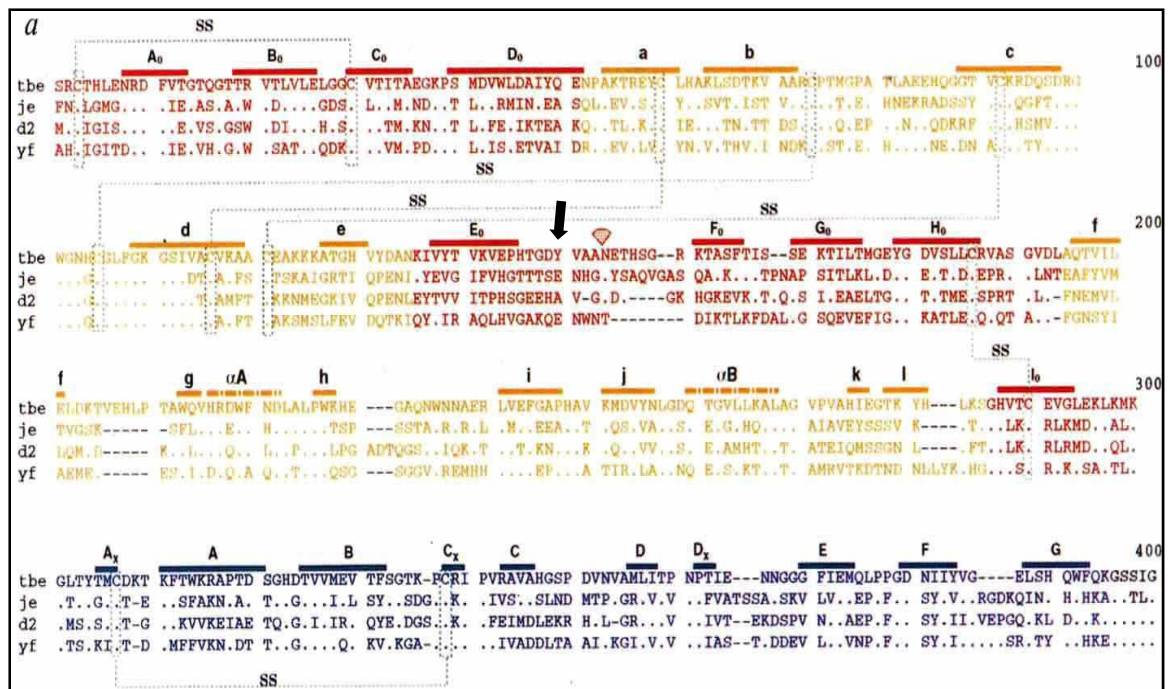 a
SS
A₀ B₀ C₀ D₀ a b c 100
tbe SRCTHLENRD FVTGTQGTTR VTLVLELGGC VTITAEGKPS MDVWLDAIYQ ENPAKTREYC LHAKLSDTKV AARCPTMGPA TLAEEHQGGTV CKRDQSDRG
je FN.LGMG... .IE.AS.A.W .D....GDS. L..M.ND..T L..RMIN.EA SQL..EV.S. Y..SVT.IST V.....T.E. HNEKRADSSY ..QGFT...
d2 M..IGIS... .E.VS.GSW .DI...H.S. ..TM.KN..T L.FE.IKTEA KQ..TL.K.. IE...TN.TT DS...Q.EP ..N..QDKRF ..HSMV...
yf AH.IGITD.. .IE.VH.G.W .SAT..QDK. ..VM.PD... L.IS.ETVAI DR..EV.L.. YN.V.THV.I NDK..ST.E. H....NE.DN A...TY....
SS
SS SS
d e E₀ F₀ G₀ H₀ f 200
tbe WGNHCGLFGK GSIVACVKAA CEAKKKATGH VYDANKIVYT VKVEPHTGDY VAANETHSG--R KTASFTIS--SE KTILTMGEYG DVSLLCRVAS GVDLAQTVIL
je ...G...... ...DT.A.FS .TSKAIGRTI QPENI.YEVG IFVHGTTTSE NHG.YSAQVGAS QA.K...TPNAP SITLKL.D.. E.T.D.EPR. .LNTEAFYVM
d2 ...G...... ....T.AMFT .KKNMEGKIV QPENLEYTVV ITPHSGEEHA V-G.D-----GK HGKEVK.T.Q.S I.EAELTG.. T.TME.SPRT .L.-FNEMVL
yf ...G...... .....A.FT .AKSMSLFEV DQTKIQY.IR AQLHVGAKQE NWNT-------- DIKTLKFDAL.G SQEVEFIG.. KATLE.Q.QT A..-FGNSYI
SS
f g αA h i j αB k l I₀ 300
tbe ELDKTVEHLP TAWQVHRDWF NDLALPWKHE ---GAQNWNNAER LVEFGAPHAV KMDVYNLGDQ TGVLLKALAG VPVAHIEGTK YH---LKSGHVTC EVGLEKLKMK
je TVGSK----- ..SFL...E. .H.....TSP ---SSTA.R.R.L .M..EEA..T .Q..VA.S.. E.G.HQ.... AIAVEYSSSV K.---...T...LK. RLKMD..AL.
d2 LQM.D----- K..L...Q.. .L..P..LPG ADTQGS..IQK.T .T.KN...K .Q..VV.... E.AMHT..T. ATEIQMSSGN L.---.FT..LK. RLRMD..QL.
yf AEME.----- ES.I.D.Q.A Q..T...QSG ---SGGV.REMHH ...EP...A TIR.LA..NQ E.S.KT..T. AMRVTKDTND NLLYK.HG....S. R.K.SA.TL.
Aₓ A B Cₓ C D Dₓ E F G 400
tbe GLTYTMCDKT KFTWKRAPTD SGHDTVVMEV TFSGTK-PCRI PVRAVAHGSP DVNVAMLITP NPTIE---NNGGG FIEMQLPPGD NIIYVG----ELSH QWFQKGSSIG
je .T..G..T-E ..SFAKN.A. T..G...I.L SY..SDG..K. .IVS..SLND MTP.GR.V.V ..FVATSSA.SKV LV..EP.F.. SY.V..RGDKQIN. H.HKA..TL.
d2 .MS.S..T-G ..KVVKEIAE TQ.G.I.IR. QYE.DGS..K. .FEIMDLEKR H.L-GR..V. ..IVT--EKDSPV N..AEP.F.. SY.II.VEPGQ.KL D..K.......
yf .TS.KI.T-D .MFFVKN.DT T..G....Q. KV.KGA-.... .IVADDLTA AI.KGI.V.V ..IAS--T.DDEV L...VNP.F.. SY.I.----SR.TY .HKE......
SS